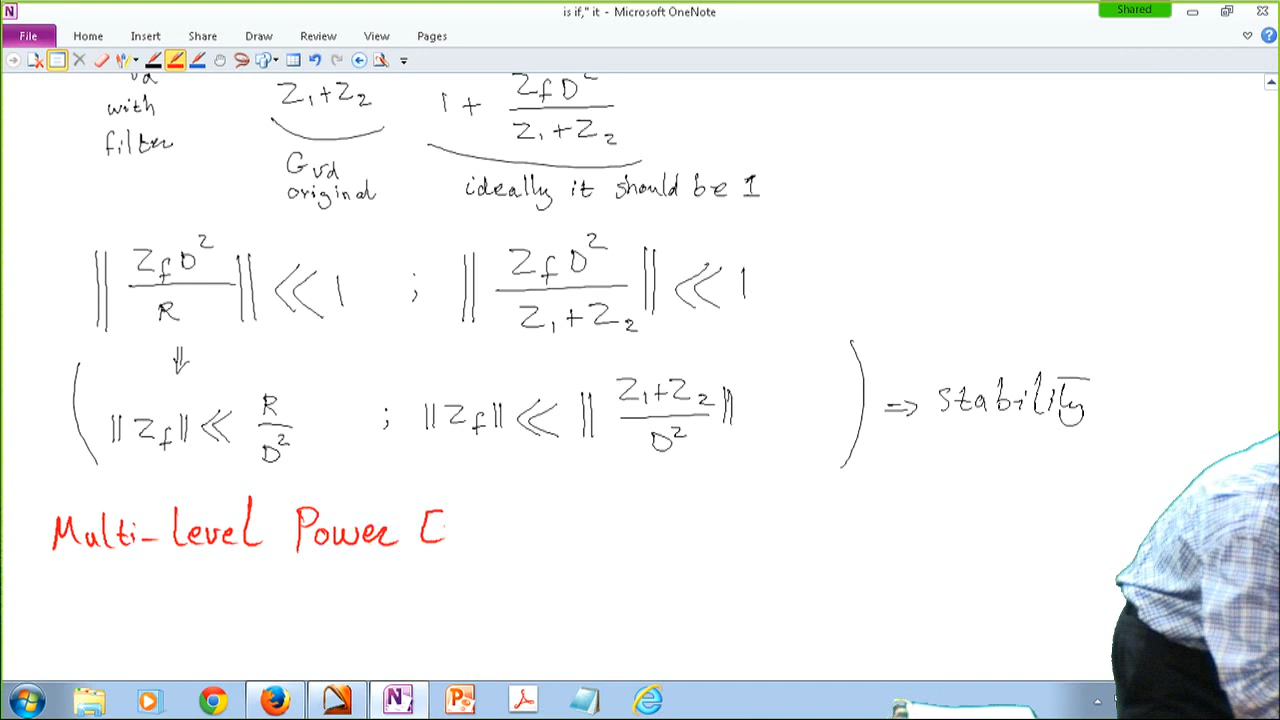 is if," it - Microsoft OneNote
Shared
File Home Insert Share Draw Review View Pages
vd
with
filter
Z₁+Z₂
1 + ZfD² / (Z₁+Z₂)
Gvd
original
ideally it should be 1
‖ ZfD² / R ‖ << 1 ; ‖ ZfD² / (Z₁+Z₂) ‖ << 1
⇓
( ‖Zf‖ << R / D² ; ‖Zf‖ << ‖ (Z₁+Z₂) / D² ‖ ) => stability
Multi-level Power C